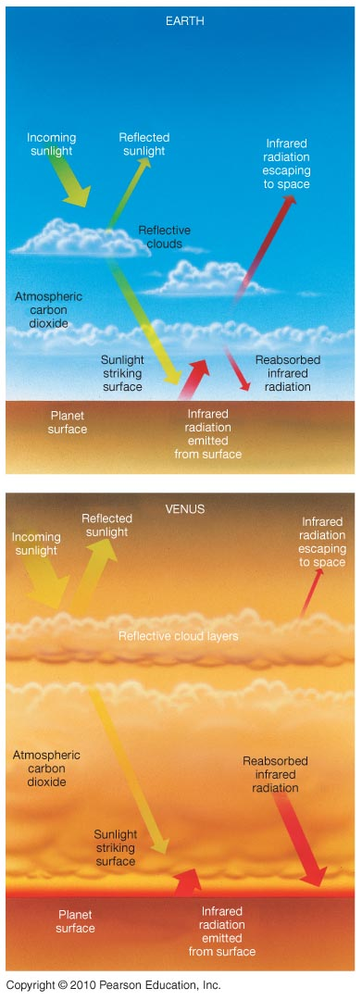 EARTH
Incoming
sunlight
Reflected
sunlight
Infrared
radiation
escaping
to space
Reflective
clouds
Atmospheric
carbon
dioxide
Sunlight
striking
surface
Reabsorbed
infrared
radiation
Planet
surface
Infrared
radiation
emitted
from surface
VENUS
Incoming
sunlight
Reflected
sunlight
Infrared
radiation
escaping
to space
Reflective cloud layers
Atmospheric
carbon
dioxide
Reabsorbed
infrared
radiation
Sunlight
striking
surface
Planet
surface
Infrared
radiation
emitted
from surface
Copyright © 2010 Pearson Education, Inc.